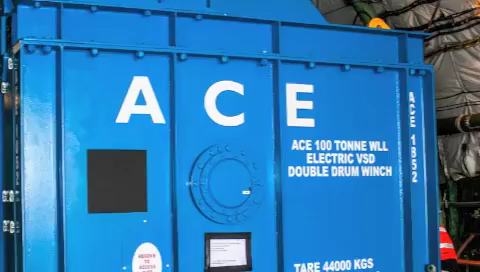 ACE
ACE 100 TONNE WLL
ELECTRIC VSD
DOUBLE DRUM WINCH
ACE 1852
TARE 44000 KGS